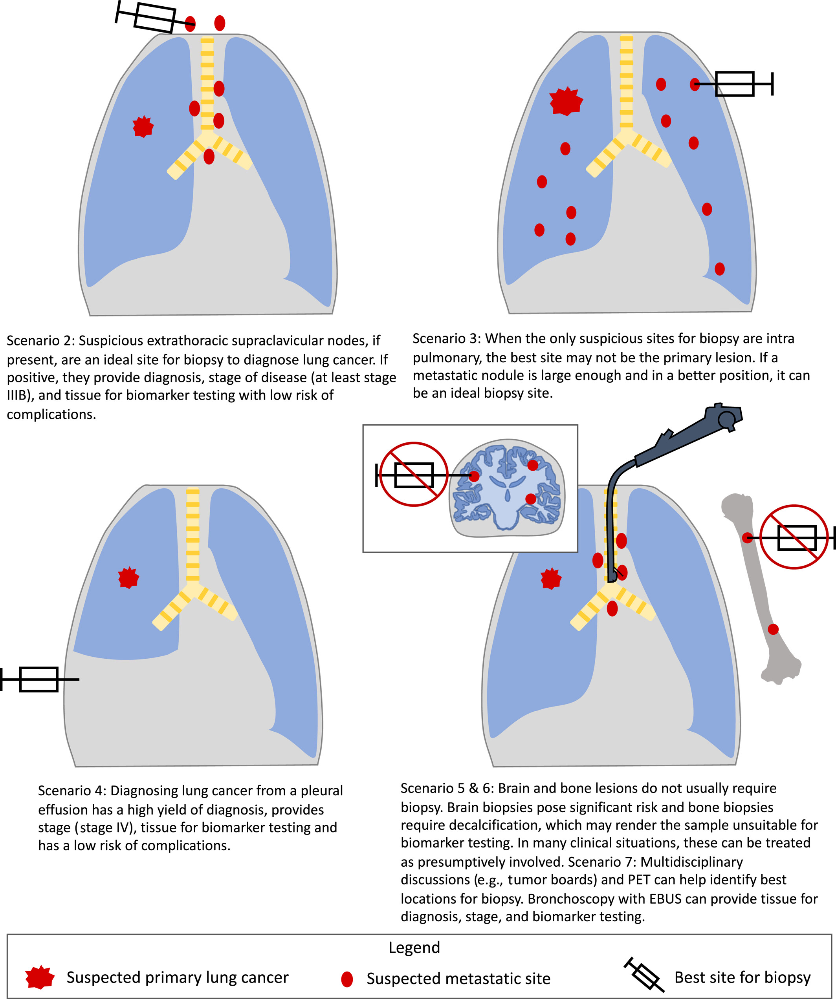 Scenario 2: Suspicious extrathoracic supraclavicular nodes, if
present, are an ideal site for biopsy to diagnose lung cancer. If
positive, they provide diagnosis, stage of disease (at least stage
IIIB), and tissue for biomarker testing with low risk of
complications.
Scenario 3: When the only suspicious sites for biopsy are intra
pulmonary, the best site may not be the primary lesion. If a
metastatic nodule is large enough and in a better position, it can
be an ideal biopsy site.
Scenario 4: Diagnosing lung cancer from a pleural
effusion has a high yield of diagnosis, provides
stage (stage IV), tissue for biomarker testing and
has a low risk of complications.
Scenario 5 & 6: Brain and bone lesions do not usually require
biopsy. Brain biopsies pose significant risk and bone biopsies
require decalcification, which may render the sample unsuitable for
biomarker testing. In many clinical situations, these can be treated
as presumptively involved. Scenario 7: Multidisciplinary
discussions (e.g., tumor boards) and PET can help identify best
locations for biopsy. Bronchoscopy with EBUS can provide tissue for
diagnosis, stage, and biomarker testing.
Legend
Suspected primary lung cancer
Suspected metastatic site
Best site for biopsy